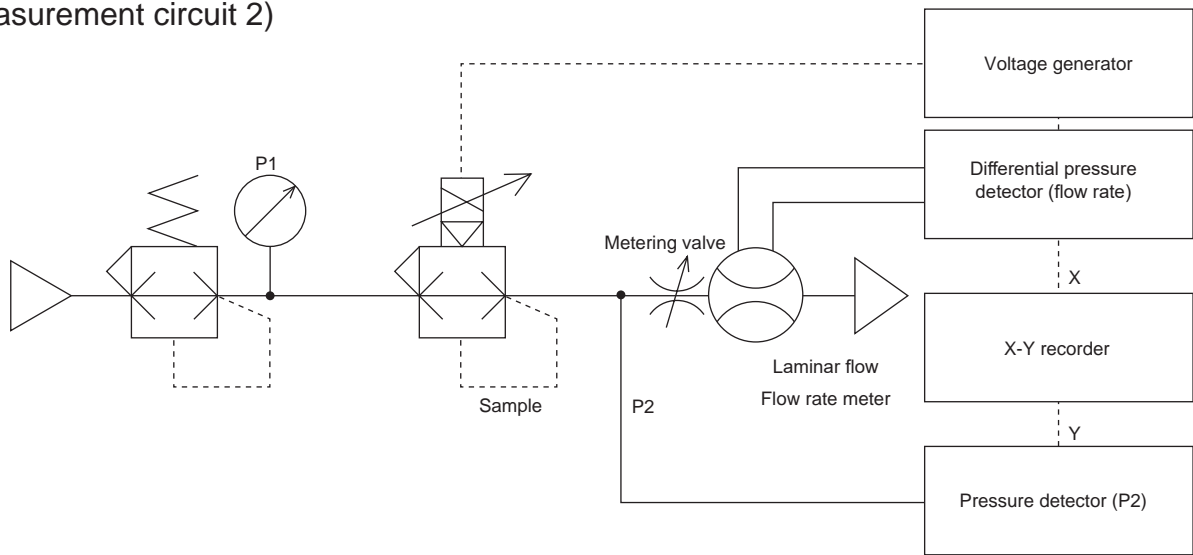 asurement circuit 2)
Voltage generator
P1
Differential pressure
detector (flow rate)
Metering valve
X
X-Y recorder
Laminar flow
Flow rate meter
Sample
P2
Y
Pressure detector (P2)